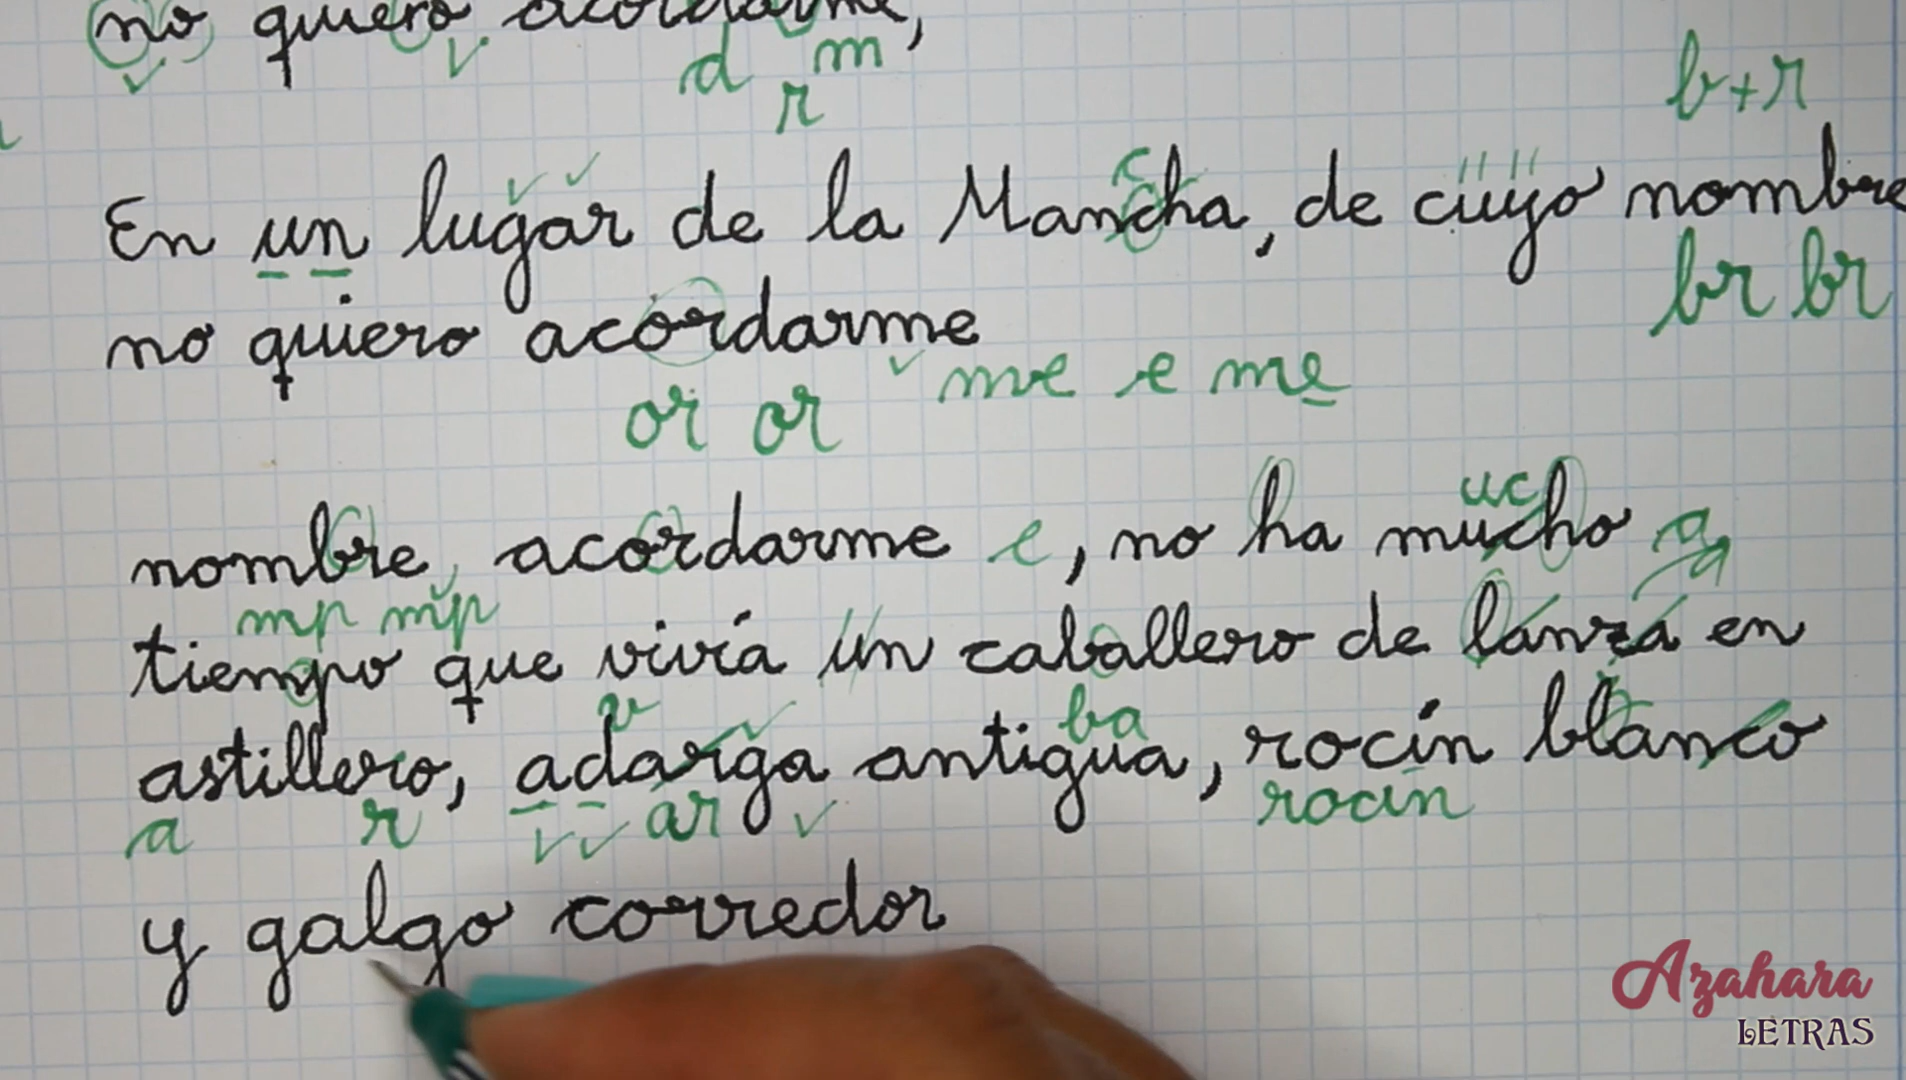 no quiero acordarme,
d m
r
b+r
En un lugar de la Mancha, de cuyo nombre
br br
no quiero acordarme
or or me e me
uc
nombre, acordarme e, no ha mucho a
mp mp
tiempo que vivía un caballero de lanza en
v ba
astillero, adarga antigua, rocín blanco
a r ar rocín
y galgo corredor
Azahara
LETRAS